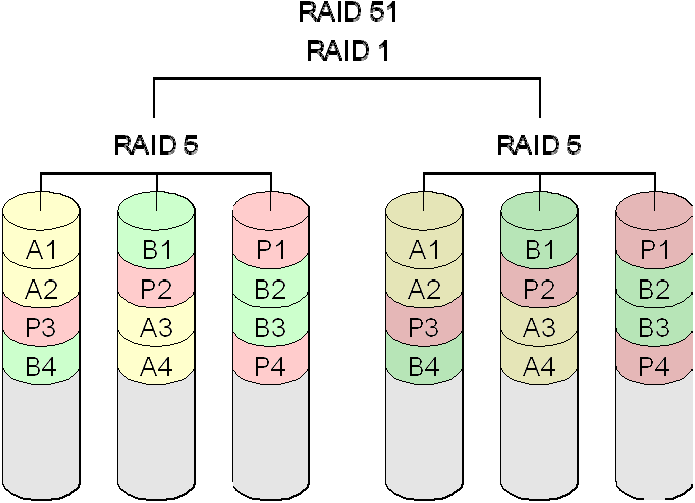 RAID 51
RAID 1
RAID 5 RAID 5
A1 B1 P1 A1 B1 P1
A2 P2 B2 A2 P2 B2
P3 A3 B3 P3 A3 B3
B4 A4 P4 B4 A4 P4